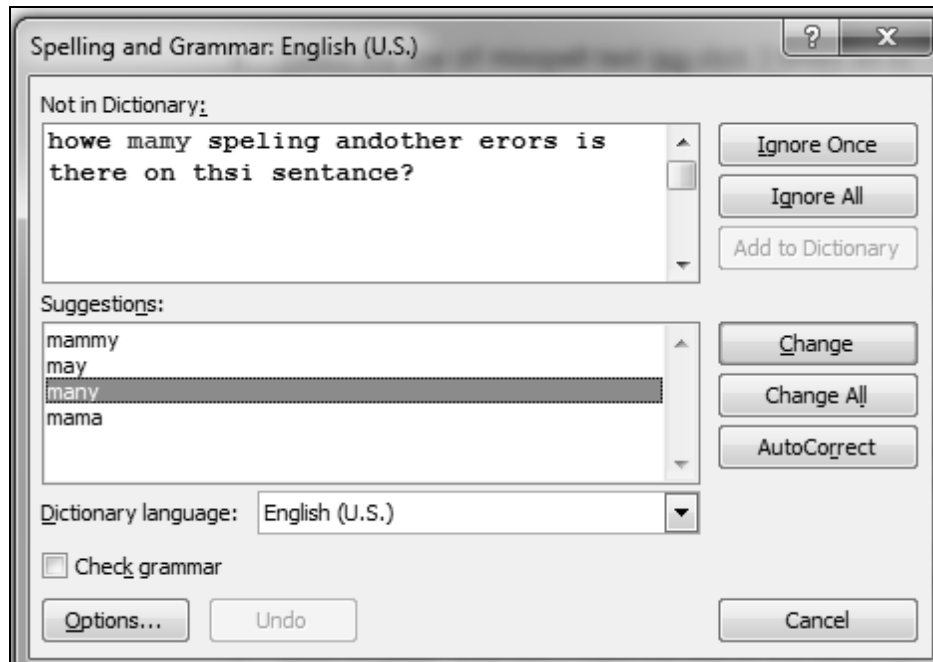 Spelling and Grammar: English (U.S.)
?
X
Not in Dictionary:
howe mamy speling andother erors is
there on thsi sentance?
Ignore Once
Ignore All
Add to Dictionary
Suggestions:
mammy
may
many
mama
Change
Change All
AutoCorrect
Dictionary language: English (U.S.)
Check grammar
Options... Undo Cancel